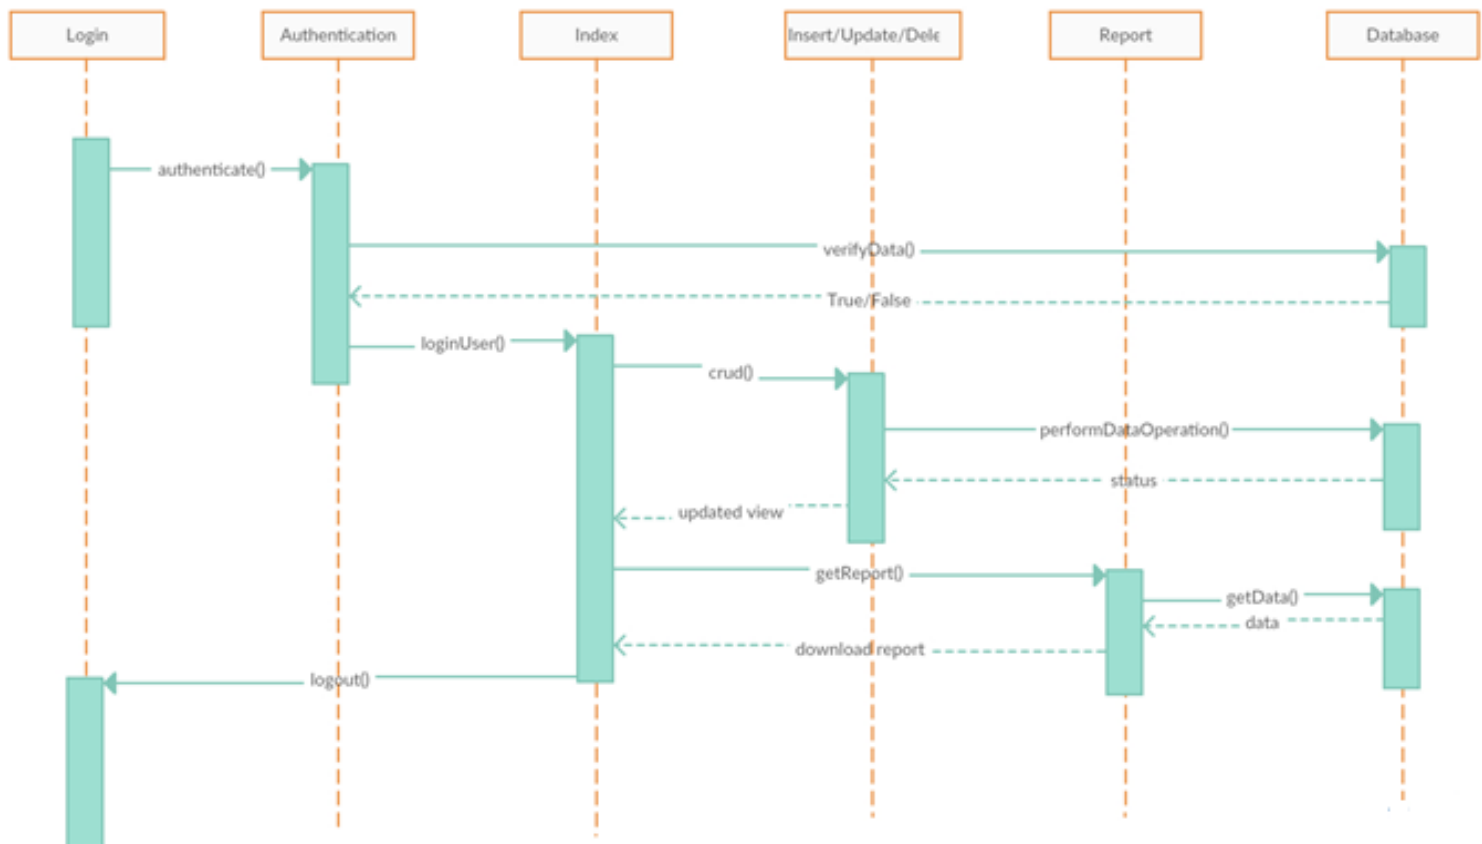 Login
Authentication
Index
Insert/Update/Dele
Report
Database
authenticate()
verifyData()
True/False
loginUser()
crud()
performDataOperation()
status
updated view
getReport()
getData()
data
download report
logout()